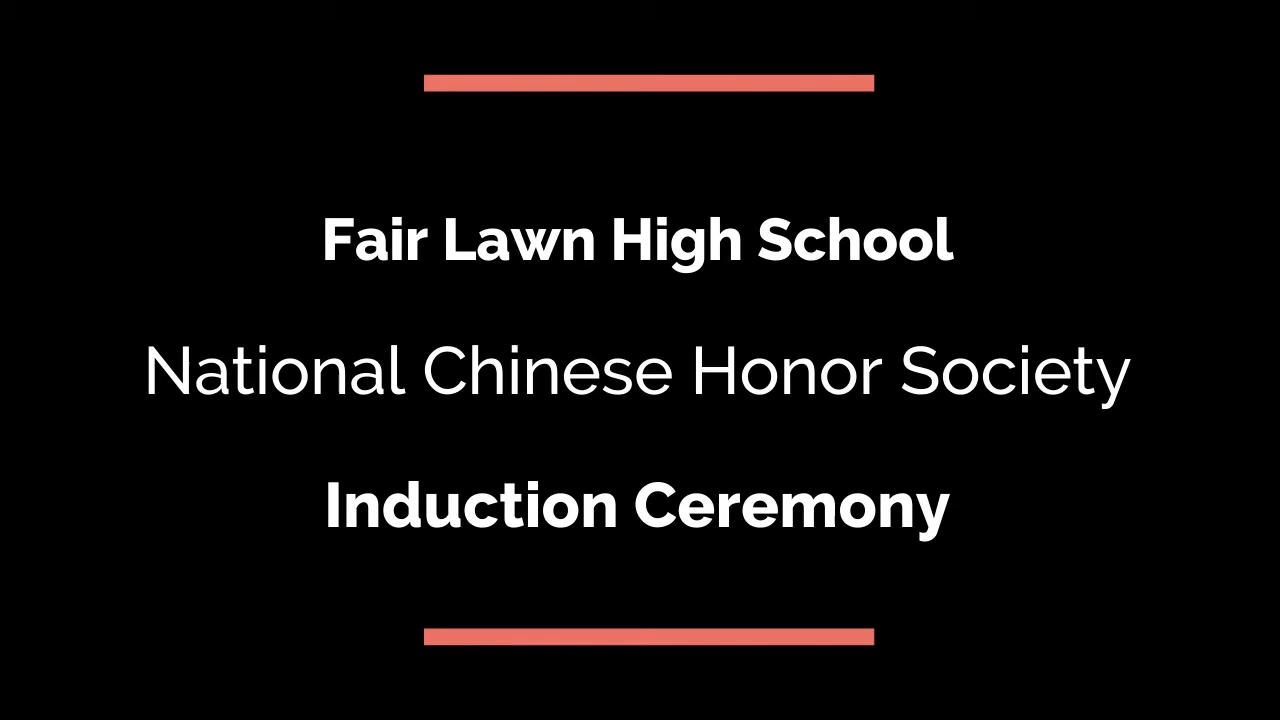 Fair Lawn High School
National Chinese Honor Society
Induction Ceremony